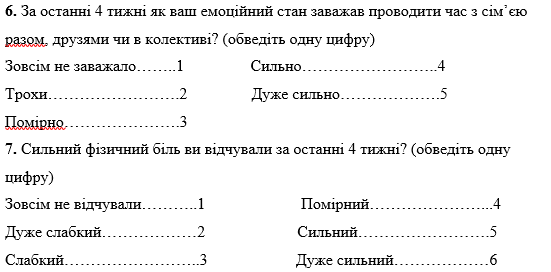 6. За останні 4 тижні як ваш емоційний стан заважав проводити час з сім’єю
разом, друзями чи в колективі? (обведіть одну цифру)
Зовсім не заважало……..1 Сильно……………………….4
Трохи……………………….2 Дуже сильно…………………5
Помірно……………………3
7. Сильний фізичний біль ви відчували за останні 4 тижні? (обведіть одну
цифру)
Зовсім не відчували………..1 Помірний……………………..4
Дуже слабкий………………..2 Сильний……………………….5
Слабкий………………………..3 Дуже сильний………………..6